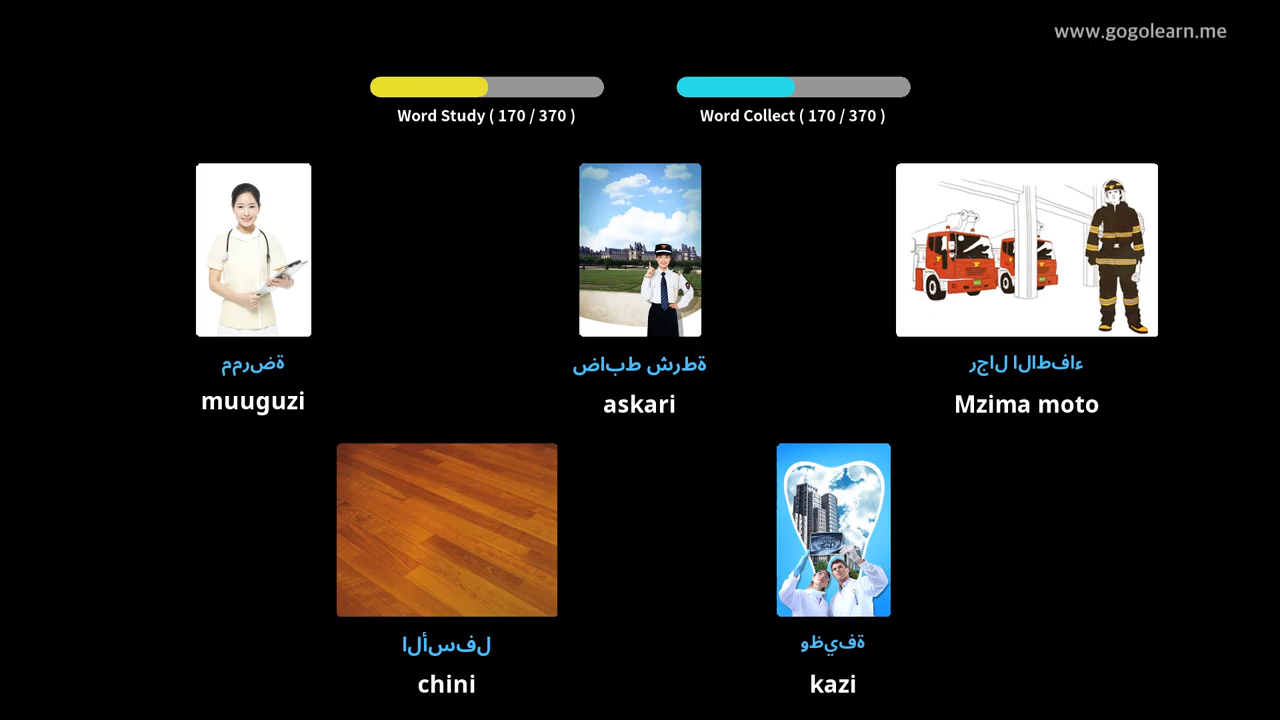 www.gogolearn.me
Word Study ( 170 / 370 )
Word Collect ( 170 / 370 )
ممرضة
muuguzi
ضابط شرطة
askari
رجال الاطفاء
Mzima moto
الأسفل
chini
وظيفة
kazi